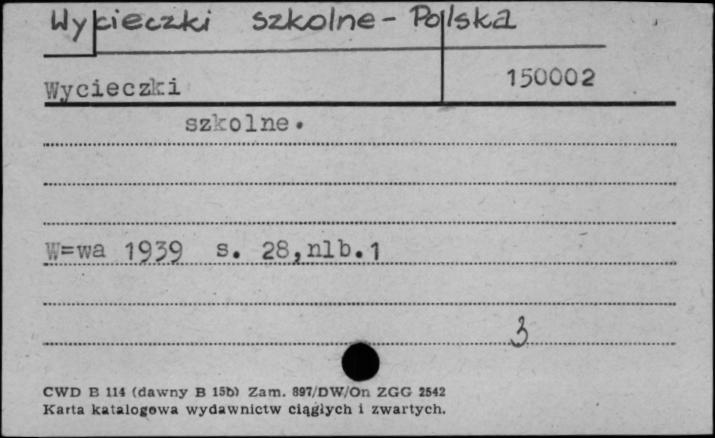 Wycieczki szkolne - Polska
Wycieczki 150002
szkolne.
W=wa 1939 s. 28,nlb.1
3
CWD B 114 (dawny B 15b) Zam. 897/DW/On ZGG 2542
Karta katalogowa wydawnictw ciągłych i zwartych.